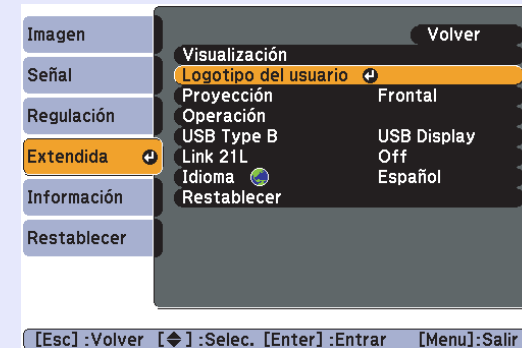 Imagen
Señal
Regulación
Extendida
Información
Restablecer
Volver
Visualización
Logotipo del usuario
Proyección Frontal
Operación
USB Type B USB Display
Link 21L Off
Idioma Español
Restablecer
[Esc] :Volver [◆] :Selec. [Enter] :Entrar [Menu]:Salir